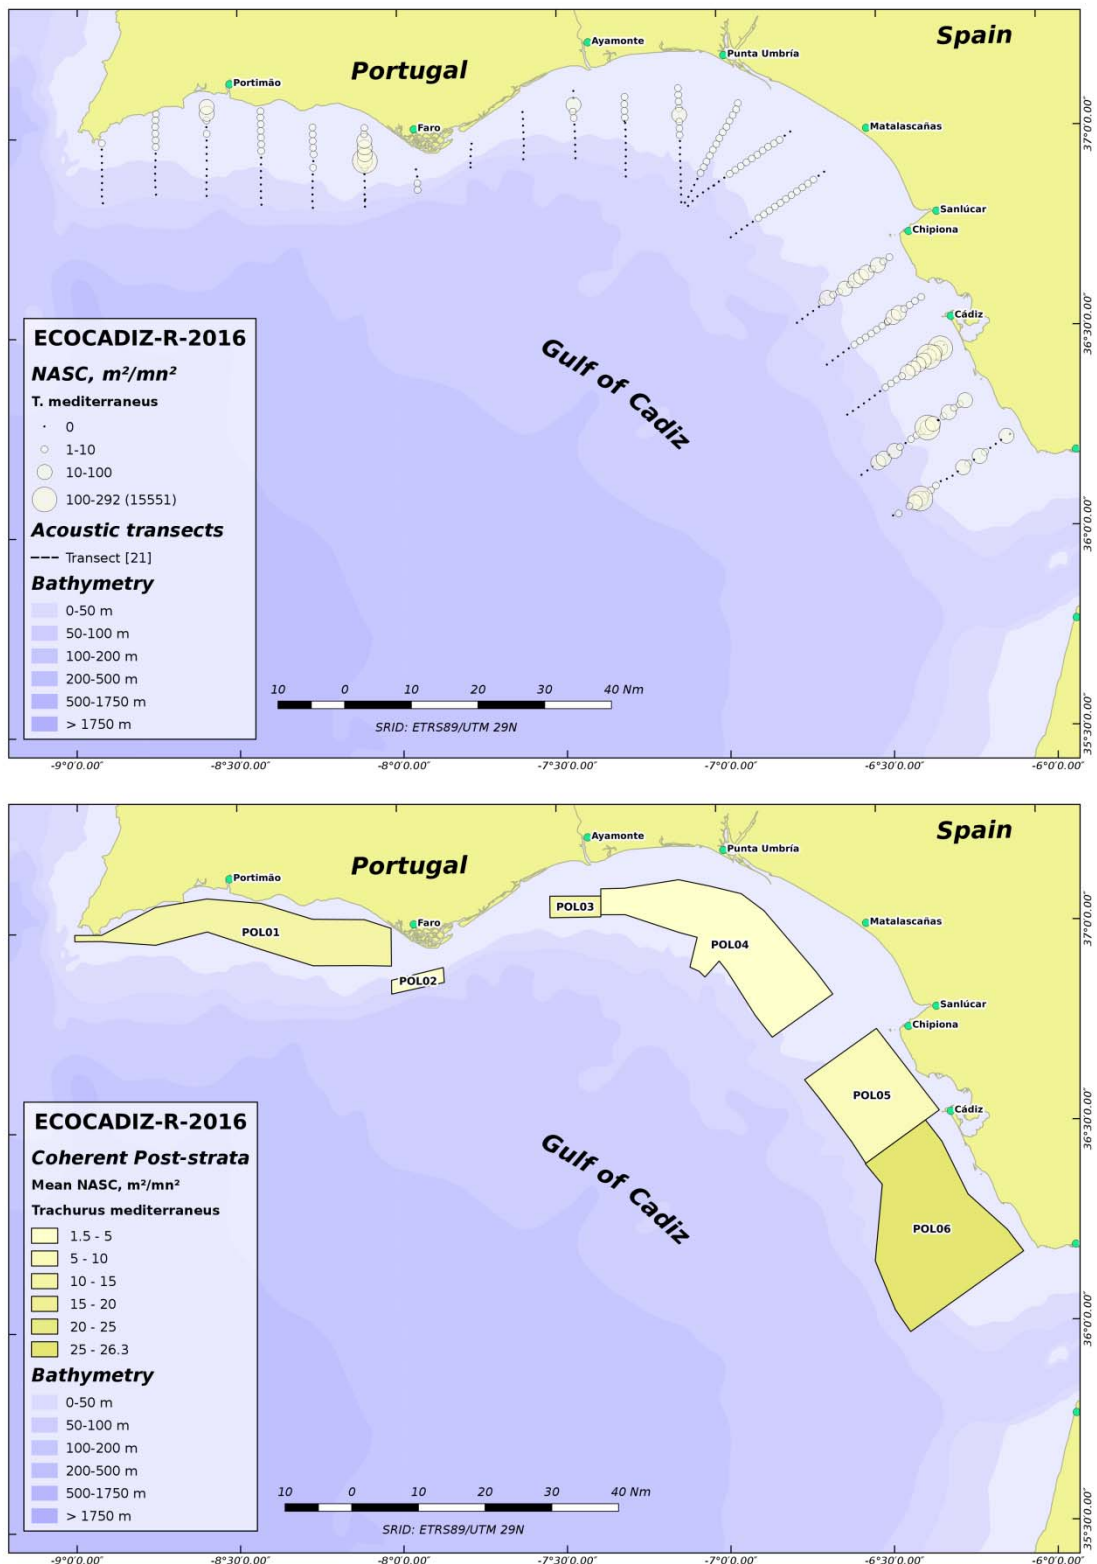 Spain
Portugal
Ayamonte
Punta Umbría
Portimão
Faro
Matalascañas
Sanlúcar
Chipiona
Cádiz
Gulf of Cadiz
ECOCADIZ-R-2016
NASC, m²/mn²
T. mediterraneus
0
1-10
10-100
100-292 (15551)
Acoustic transects
Transect [21]
Bathymetry
0-50 m
50-100 m
100-200 m
200-500 m
500-1750 m
> 1750 m
10 0 10 20 30 40 Nm
SRID: ETRS89/UTM 29N
37°0'0.00"
36°30'0.00"
36°0'0.00"
35°30'0.00"
-9°0'0.00" -8°30'0.00" -8°0'0.00" -7°30'0.00" -7°0'0.00" -6°30'0.00" -6°0'0.00"
Spain
Portugal
Ayamonte
Punta Umbría
Portimão
Faro
Matalascañas
Sanlúcar
Chipiona
Cádiz
POL01
POL02
POL03
POL04
POL05
POL06
Gulf of Cadiz
ECOCADIZ-R-2016
Coherent Post-strata
Mean NASC, m²/mn²
Trachurus mediterraneus
1.5 - 5
5 - 10
10 - 15
15 - 20
20 - 25
25 - 26.3
Bathymetry
0-50 m
50-100 m
100-200 m
200-500 m
500-1750 m
> 1750 m
10 0 10 20 30 40 Nm
SRID: ETRS89/UTM 29N
37°0'0.00"
36°30'0.00"
36°0'0.00"
35°30'0.00"
-9°0'0.00" -8°30'0.00" -8°0'0.00" -7°30'0.00" -7°0'0.00" -6°30'0.00" -6°0'0.00"